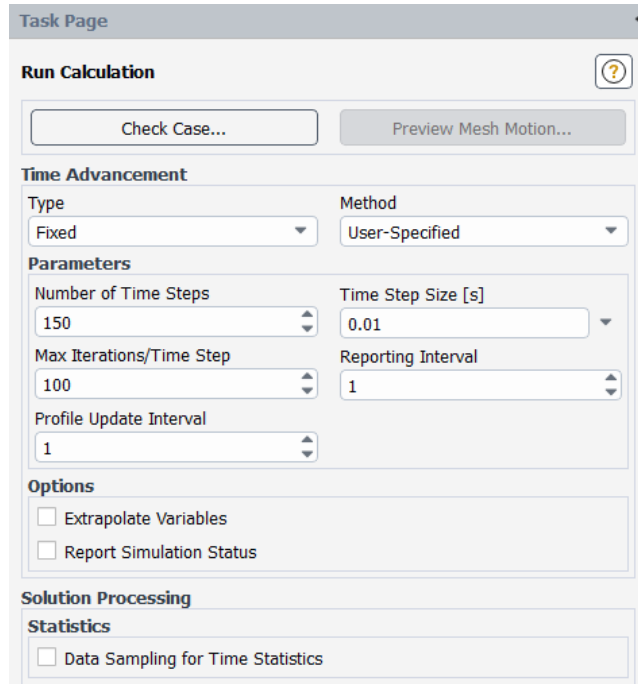 Task Page
Run Calculation
Check Case...
Preview Mesh Motion...
Time Advancement
Type
Method
Fixed
User-Specified
Parameters
Number of Time Steps
Time Step Size [s]
150
0.01
Max Iterations/Time Step
Reporting Interval
100
1
Profile Update Interval
1
Options
Extrapolate Variables
Report Simulation Status
Solution Processing
Statistics
Data Sampling for Time Statistics